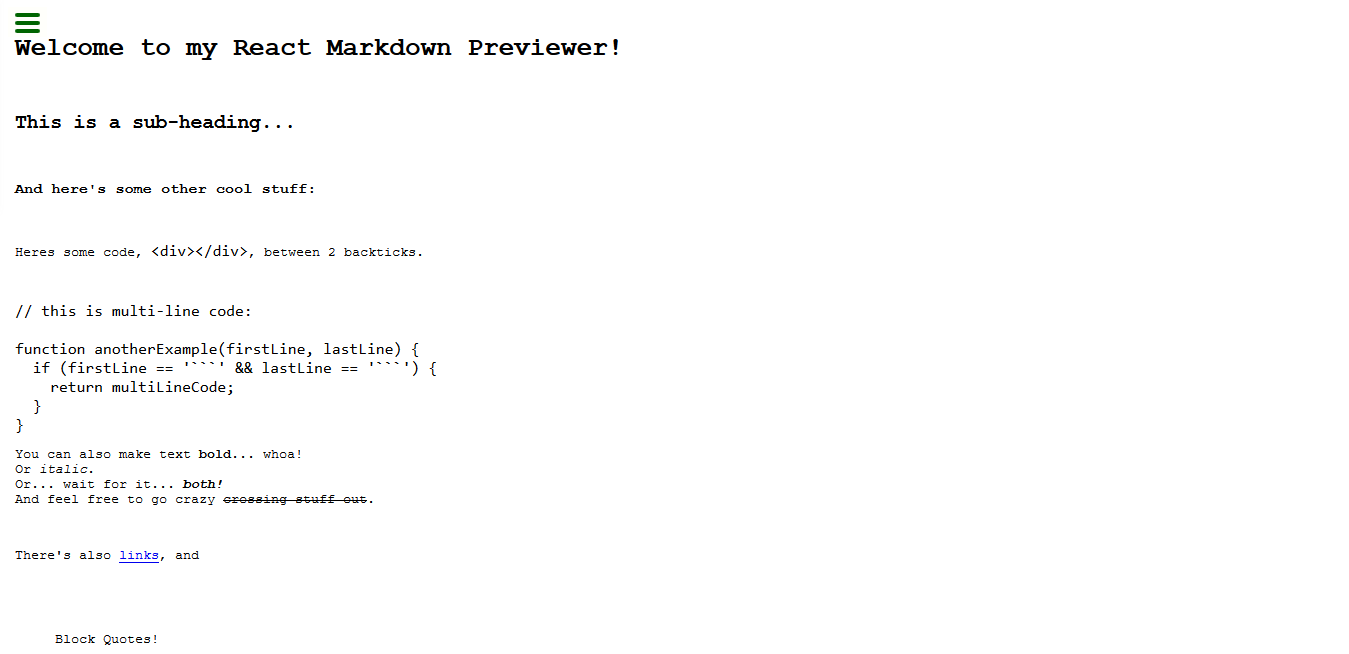 Welcome to my React Markdown Previewer!
This is a sub-heading...
And here's some other cool stuff:
Heres some code, <div></div>, between 2 backticks.
// this is multi-line code:
function anotherExample(firstLine, lastLine) {
  if (firstLine == '```' && lastLine == '```') {
    return multiLineCode;
  }
}
You can also make text bold... whoa!
Or italic.
Or... wait for it... both!
And feel free to go crazy crossing stuff out.
There's also links, and
Block Quotes!